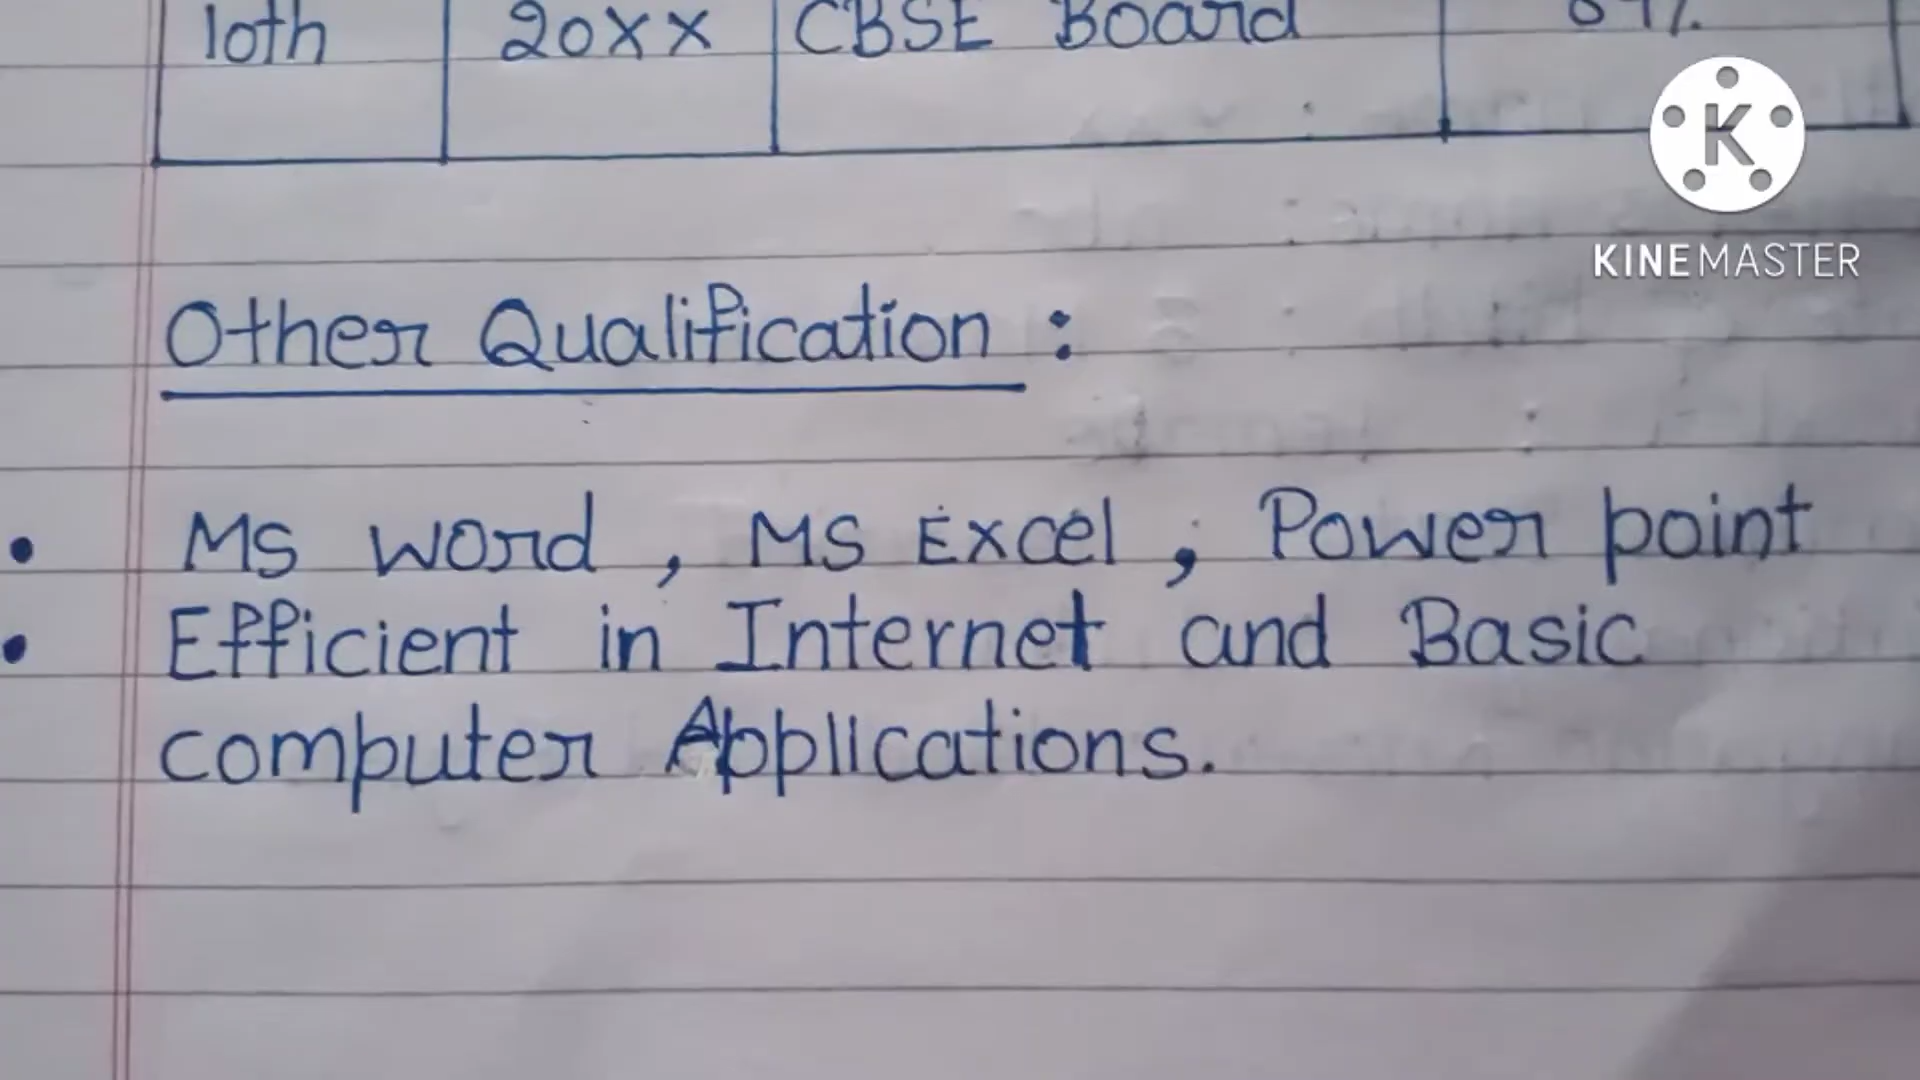 10th 20XX CBSE Board
KINEMASTER
Other Qualification :
• MS Word , MS Excel , Power point
• Efficient in Internet and Basic
computer Applications.